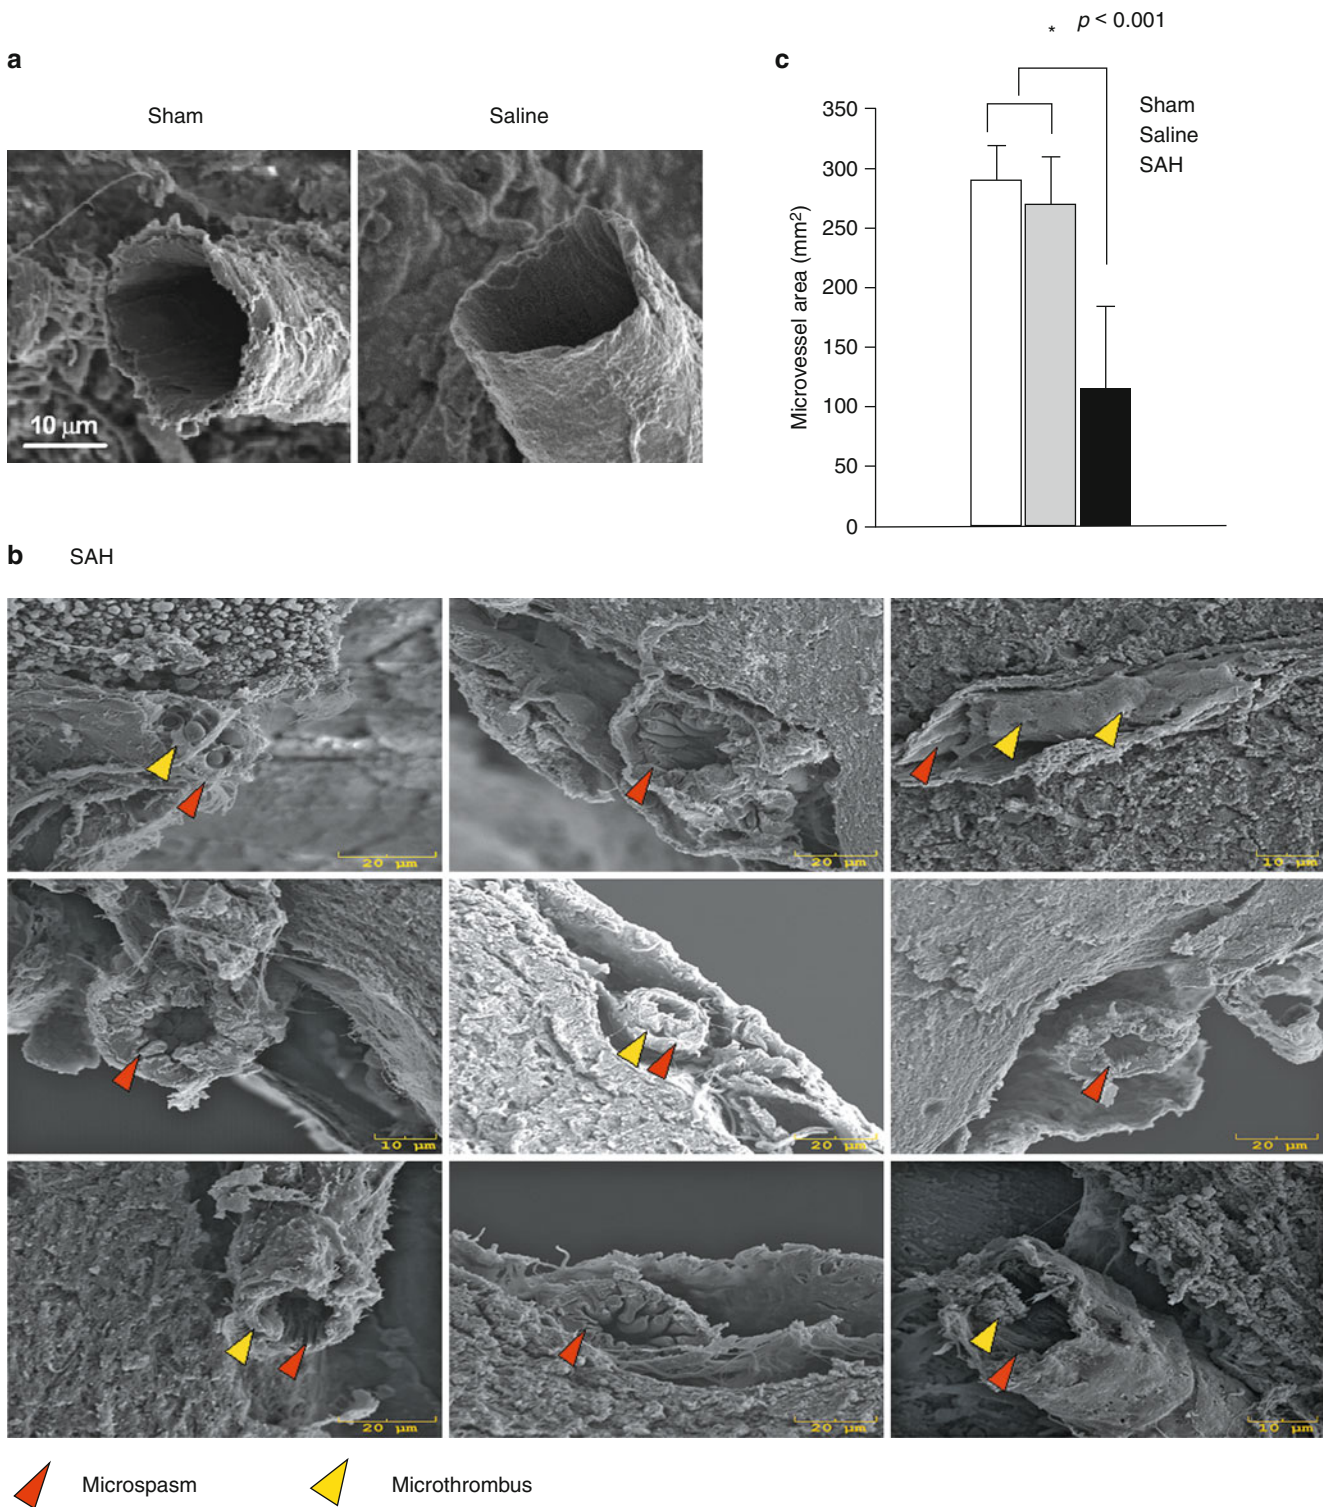 * p < 0.001
a
c
Sham
Saline
10 µm
Sham
Saline
SAH
Microvessel area (mm²)
350
300
250
200
150
100
50
0
b SAH
20 µm
20 µm
10 µm
10 µm
20 µm
20 µm
20 µm
20 µm
10 µm
Microspasm
Microthrombus